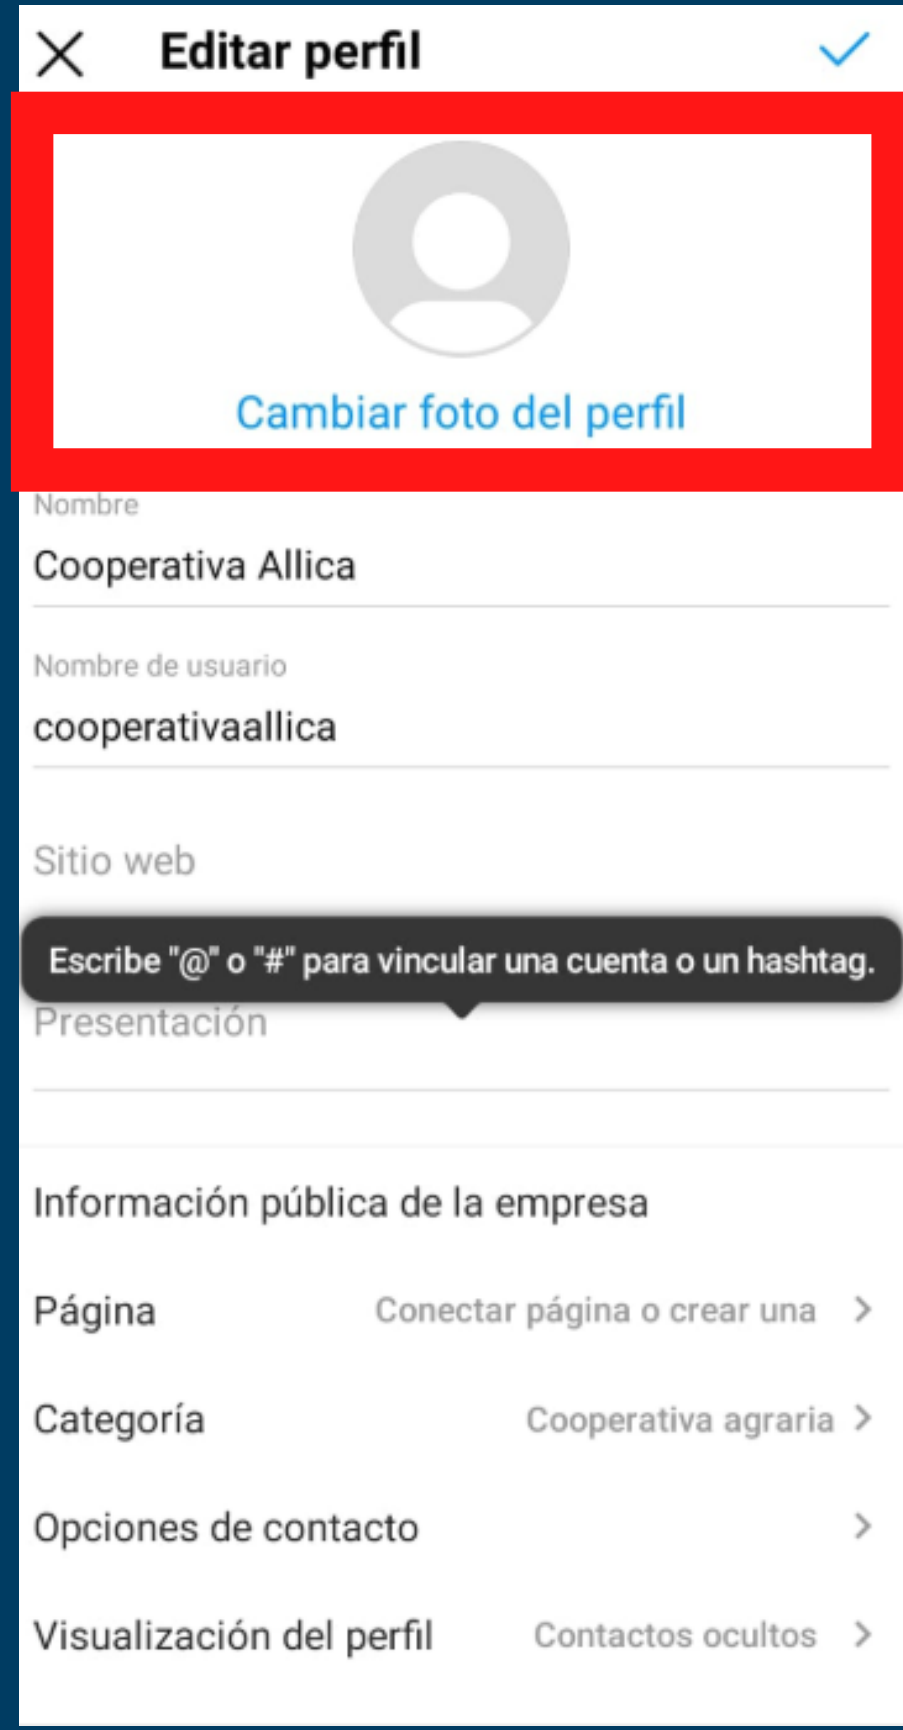 Editar perfil
Cambiar foto del perfil
Nombre
Cooperativa Allica
Nombre de usuario
cooperativaallica
Sitio web
Escribe "@" o "#" para vincular una cuenta o un hashtag.
Presentación
Información pública de la empresa
Página Conectar página o crear una
Categoría Cooperativa agraria
Opciones de contacto
Visualización del perfil Contactos ocultos